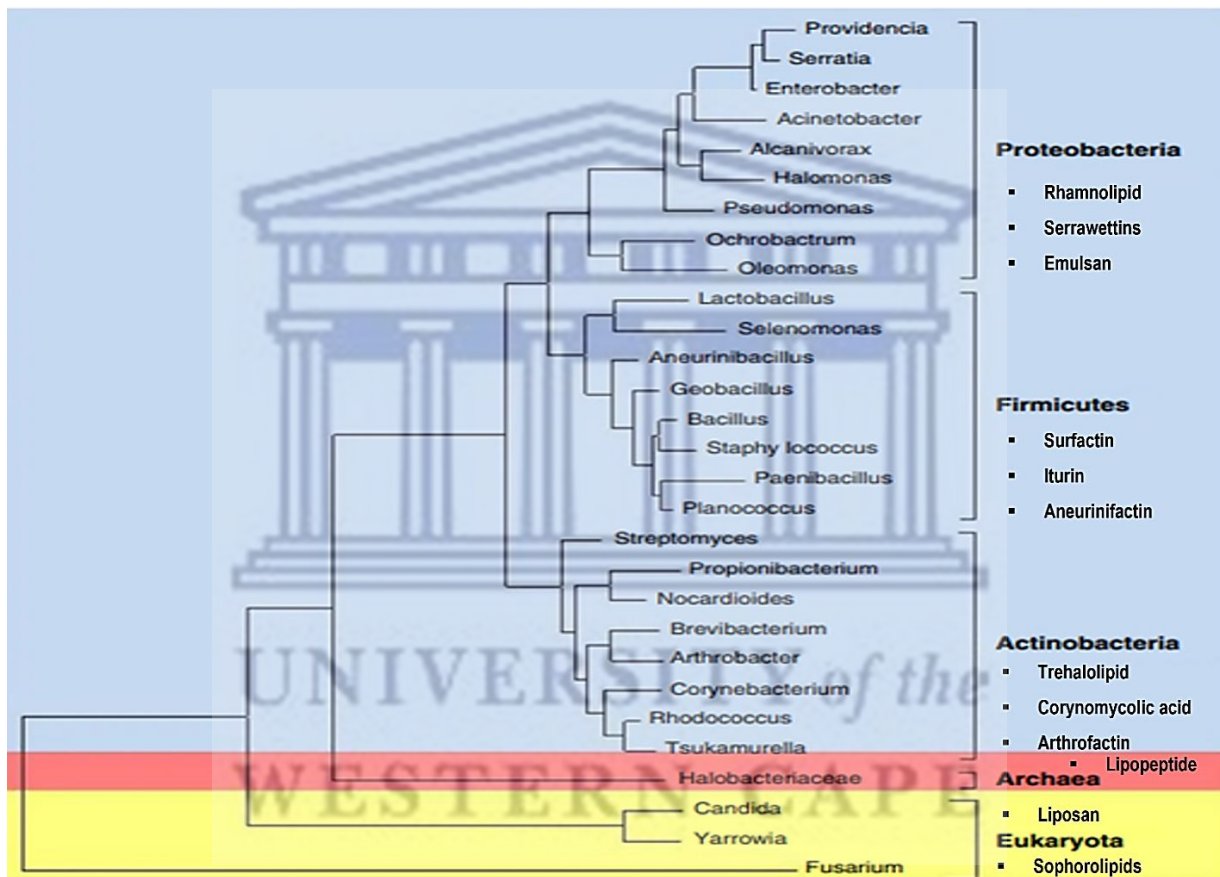 Providencia
Serratia
Enterobacter
Acinetobacter
Alcanivorax
Halomonas
Pseudomonas
Ochrobactrum
Oleomonas
Proteobacteria
▪ Rhamnolipid
▪ Serrawettins
▪ Emulsan
Lactobacillus
Selenomonas
Aneurinibacillus
Geobacillus
Bacillus
Staphy lococcus
Paenibacillus
Planococcus
Firmicutes
▪ Surfactin
▪ Iturin
▪ Aneurinifactin
Streptomyces
Propionibacterium
Nocardioides
Brevibacterium
Arthrobacter
Corynebacterium
Rhodococcus
Tsukamurella
Actinobacteria
▪ Trehalolipid
▪ Corynomycolic acid
▪ Arthrofactin
▪ Lipopeptide
Halobacteriaceae
Archaea
Candida
Yarrowia
Fusarium
▪ Liposan
Eukaryota
▪ Sophorolipids
UNIVERSITY of the
WESTERN CAPE